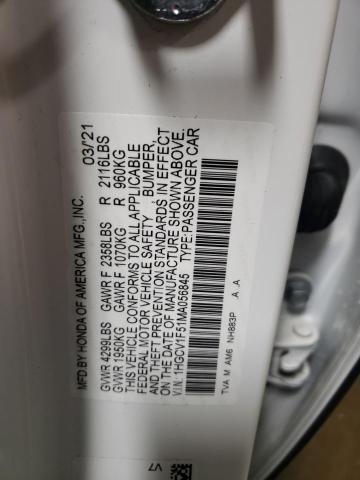 MFD.BY HONDA OF AMERICA MFG.,INC. 03/21
GVWR 4299LBS GAWR F 2358LBS R 2116LBS
GVWR 1950KG GAWR F 1070KG R 960KG
THIS VEHICLE CONFORMS TO ALL APPLICABLE
FEDERAL MOTOR VEHICLE SAFETY, BUMPER,
AND THEFT PREVENTION STANDARDS IN EFFECT
ON THE DATE OF MANUFACTURE SHOWN ABOVE.
V.I.N: 1HGCV1F51MA056845 TYPE:PASSENGER CAR
TVA M AM6 NH883P A .A
V7